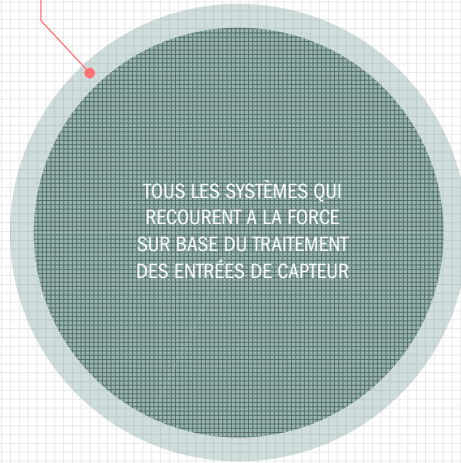 TOUS LES SYSTÈMES QUI
RECOURENT A LA FORCE
SUR BASE DU TRAITEMENT
DES ENTRÉES DE CAPTEUR